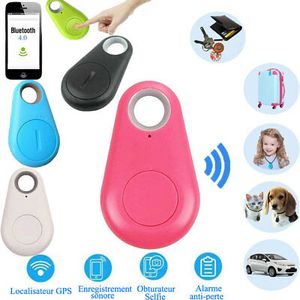 Bluetooth
4.0
Localisateur GPS
Enregistrement
sonore
Obturateur
Selfie
Alarme
anti-perte